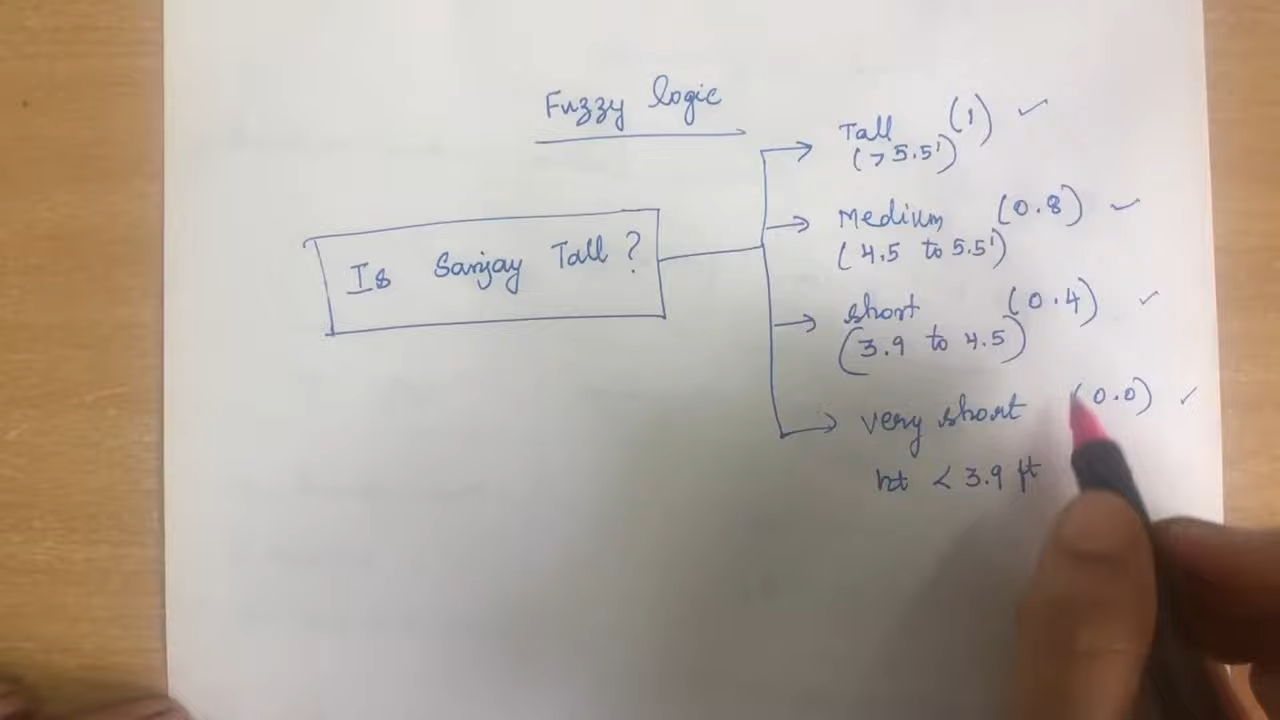 Fuzzy logic
Is Sanjay Tall ?
Tall (1) ✓
(>5.5')
Medium (0.8) ✓
(4.5 to 5.5')
short (0.4) ✓
(3.9 to 4.5)
very short (0.0) ✓
ht < 3.9 ft